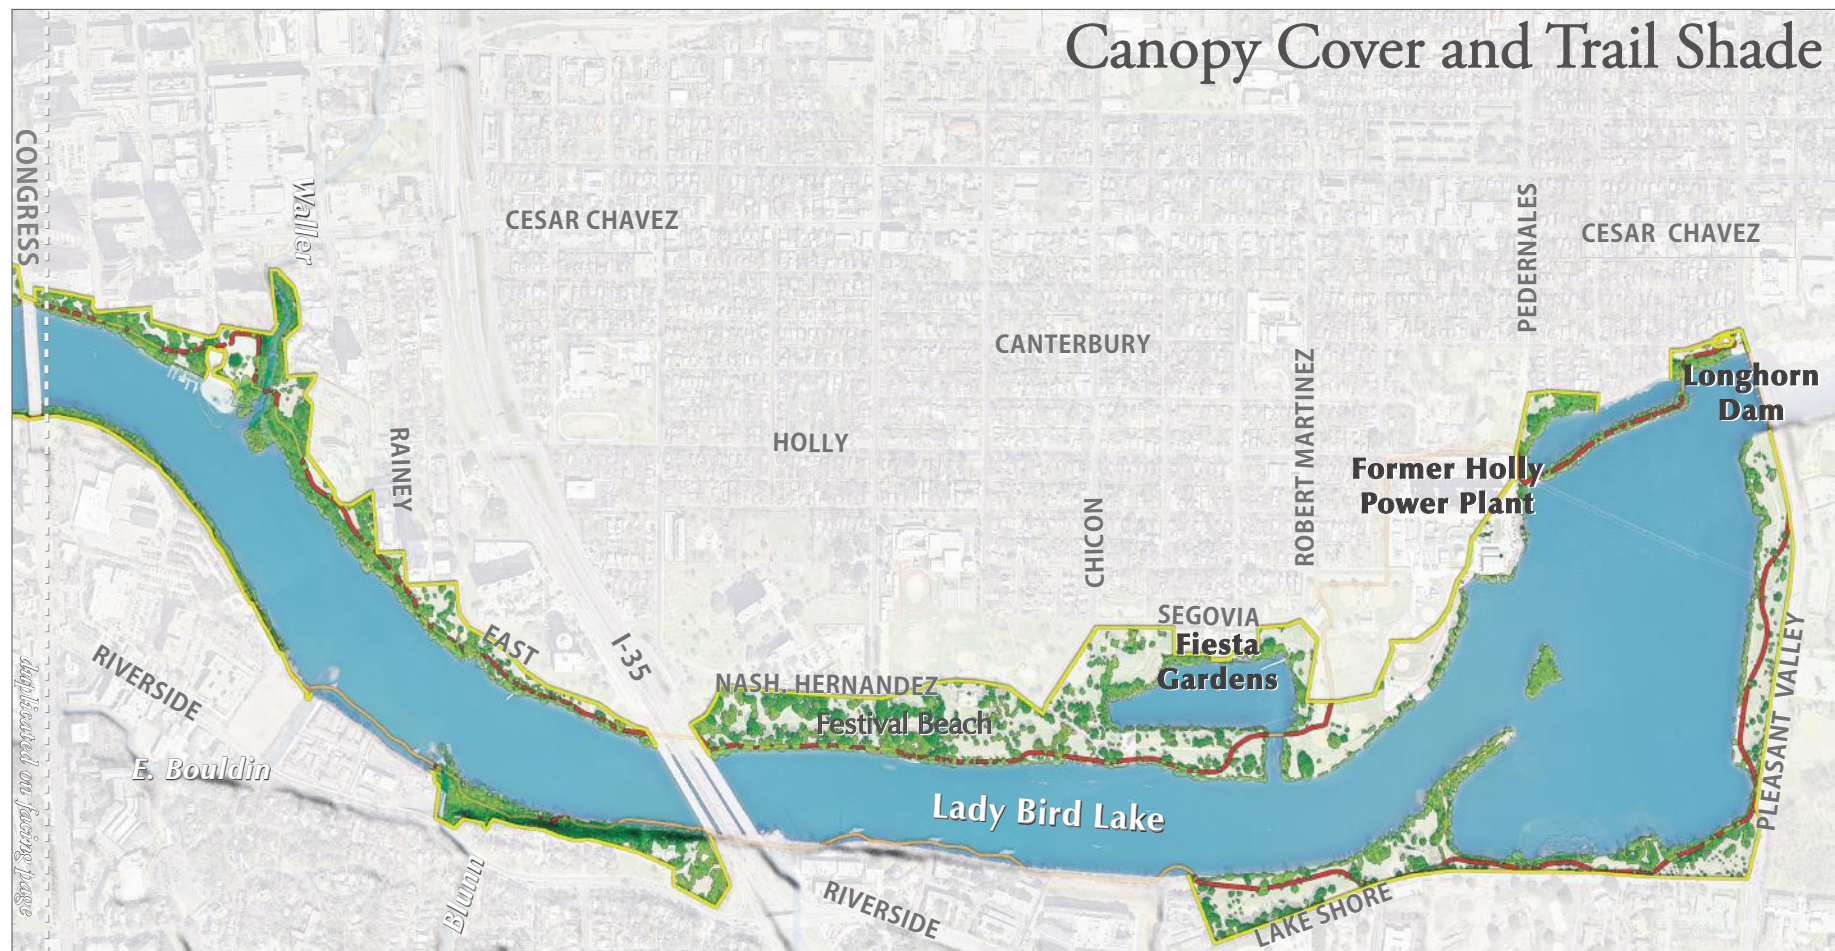 Canopy Cover and Trail Shade
CONGRESS
Waller
CESAR CHAVEZ
PEDERNALES
CESAR CHAVEZ
CANTERBURY
ROBERT MARTINEZ
Longhorn
Dam
RAINEY
HOLLY
Former Holly
Power Plant
CHICON
SEGOVIA
Fiesta
Gardens
EAST
I-35
NASH. HERNANDEZ
Festival Beach
RIVERSIDE
PLEASANT VALLEY
duplicated on facing page
E. Bouldin
Lady Bird Lake
Blunn
RIVERSIDE
LAKE SHORE